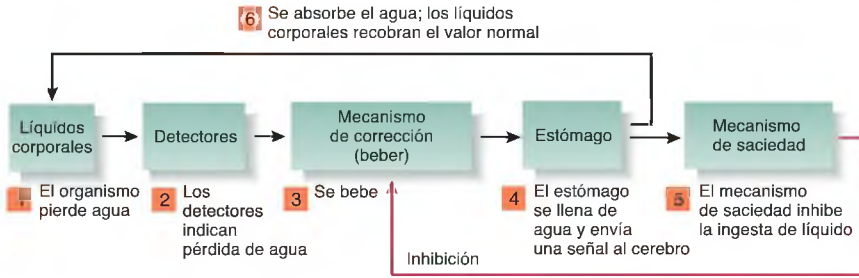 6 Se absorbe el agua; los líquidos
corporales recobran el valor normal
Líquidos
corporales
Detectores
Mecanismo
de corrección
(beber)
Estómago
Mecanismo
de saciedad
El organismo
pierde agua
2 Los
detectores
indican
pérdida de agua
3 Se bebe
4 El estómago
se llena de
agua y envía
una señal al cerebro
5 El mecanismo
de saciedad inhibe
la ingesta de líquido
Inhibición